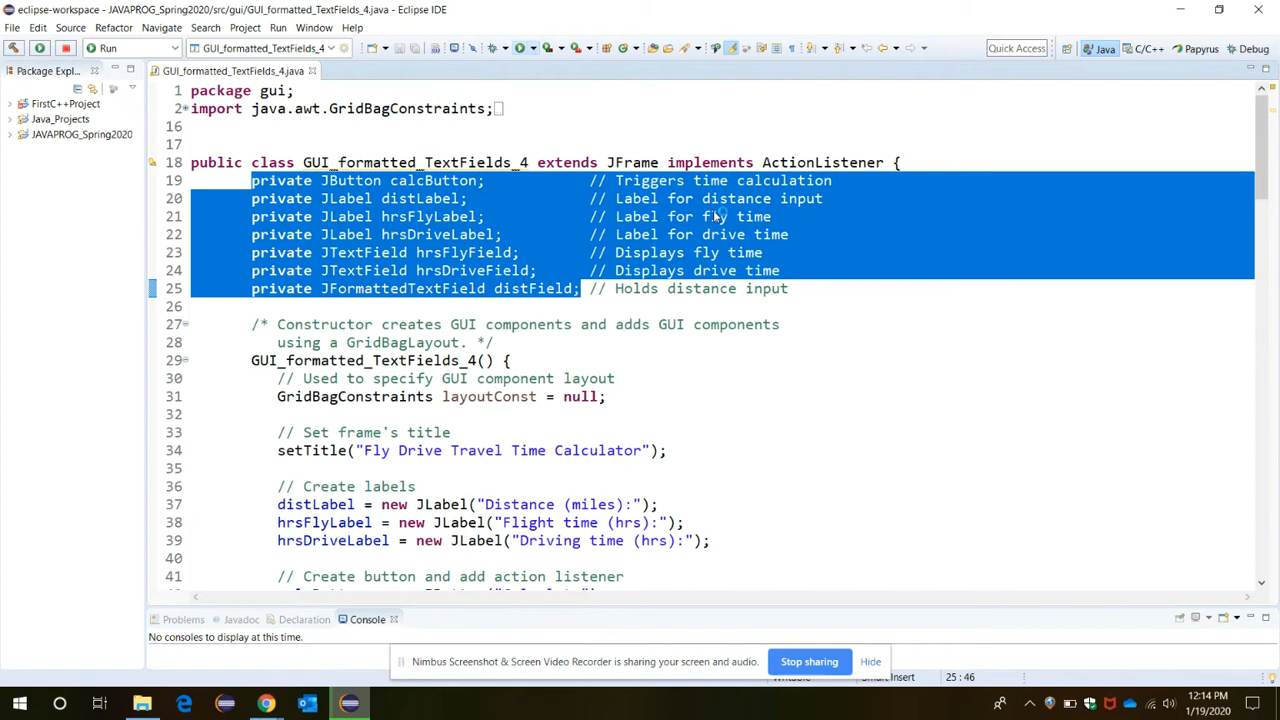 eclipse-workspace - JAVAPROG_Spring2020/src/gui/GUI_formatted_TextFields_4.java - Eclipse IDE
File Edit Source Refactor Navigate Search Project Run Window Help
Run GUI_formatted_TextFields_4 Quick Access Java C/C++ Papyrus Debug
Package Expl... GUI_formatted_TextFields_4.java
FirstC++Project
Java_Projects
JAVAPROG_Spring2020
1 package gui;
2 import java.awt.GridBagConstraints;
16
17
18 public class GUI_formatted_TextFields_4 extends JFrame implements ActionListener {
19 private JButton calcButton; // Triggers time calculation
20 private JLabel distLabel; // Label for distance input
21 private JLabel hrsFlyLabel; // Label for fly time
22 private JLabel hrsDriveLabel; // Label for drive time
23 private JTextField hrsFlyField; // Displays fly time
24 private JTextField hrsDriveField; // Displays drive time
25 private JFormattedTextField distField; // Holds distance input
26
27 /* Constructor creates GUI components and adds GUI components
28 using a GridBagLayout. */
29 GUI_formatted_TextFields_4() {
30 // Used to specify GUI component layout
31 GridBagConstraints layoutConst = null;
32
33 // Set frame's title
34 setTitle("Fly Drive Travel Time Calculator");
35
36 // Create labels
37 distLabel = new JLabel("Distance (miles):");
38 hrsFlyLabel = new JLabel("Flight time (hrs):");
39 hrsDriveLabel = new JLabel("Driving time (hrs):");
40
41 // Create button and add action listener
Problems Javadoc Declaration Console
No consoles to display at this time.
Nimbus Screenshot & Screen Video Recorder is sharing your screen and audio. Stop sharing Hide
Writable Smart Insert 25 : 46
12:14 PM
1/19/2020